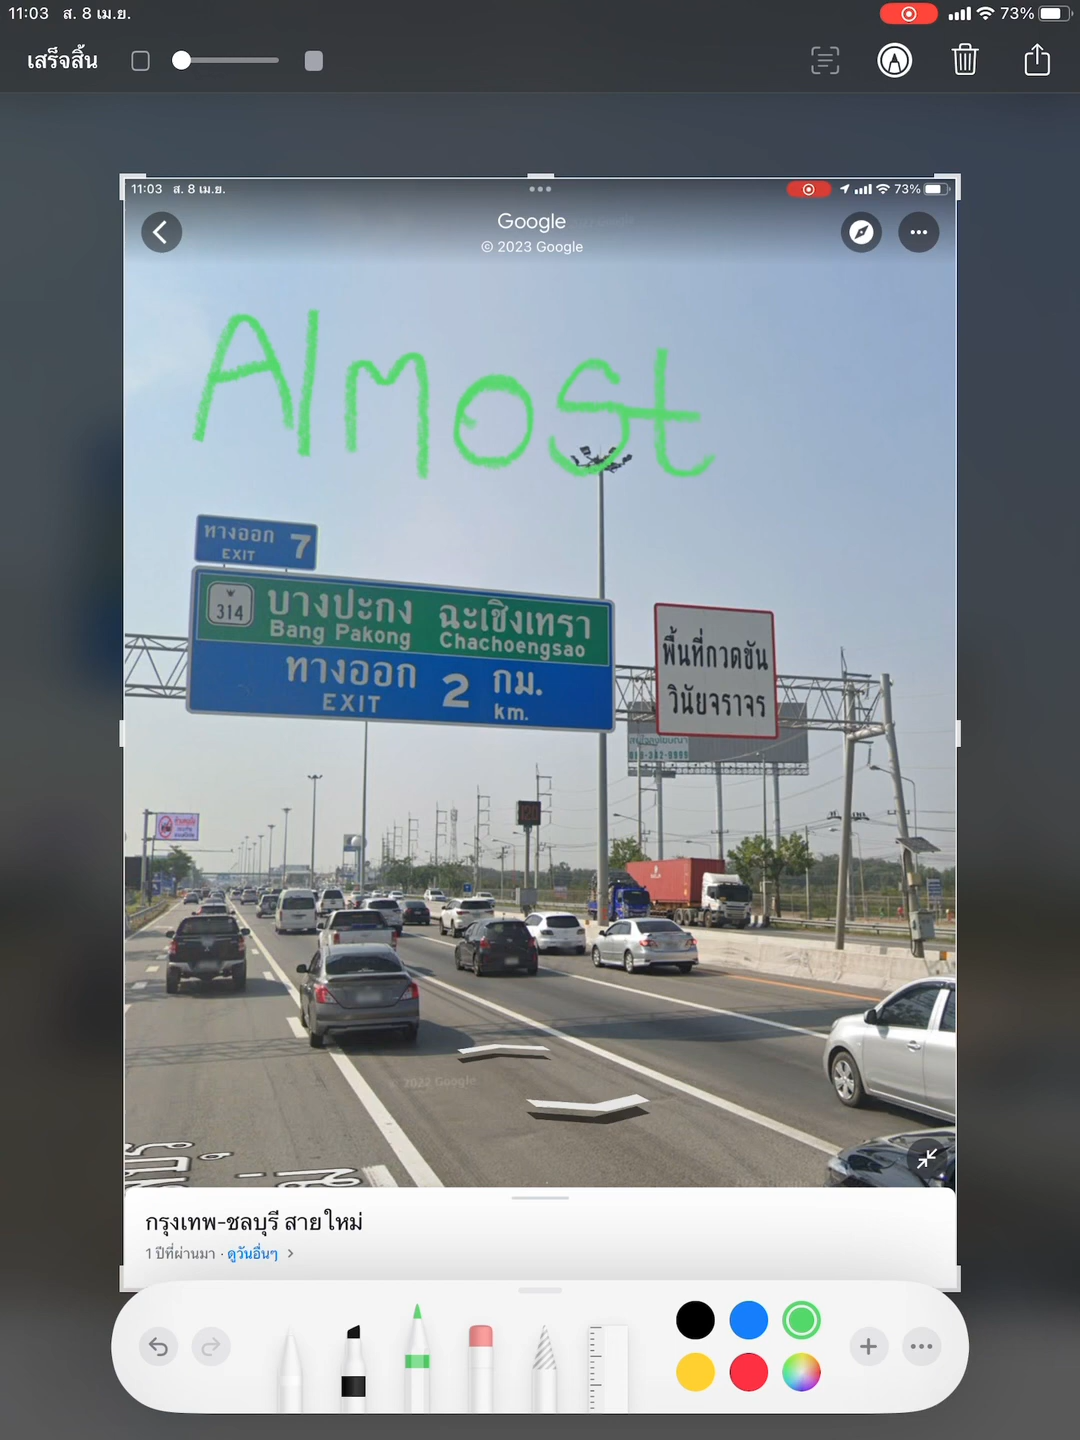 11:03 ส. 8 เม.ย. 73%
เสร็จสิ้น
11:03 ส. 8 เม.ย. 73%
Google
© 2023 Google
Almost
ทางออก 7
EXIT
314 บางปะกง ฉะเชิงเทรา
Bang Pakong Chachoengsao
ทางออก 2 กม.
EXIT km.
พื้นที่กวดขัน
วินัยจราจร
© 2022 Google
กรุงเทพ-ชลบุรี สายใหม่
1 ปีที่ผ่านมา · ดูวันอื่นๆ